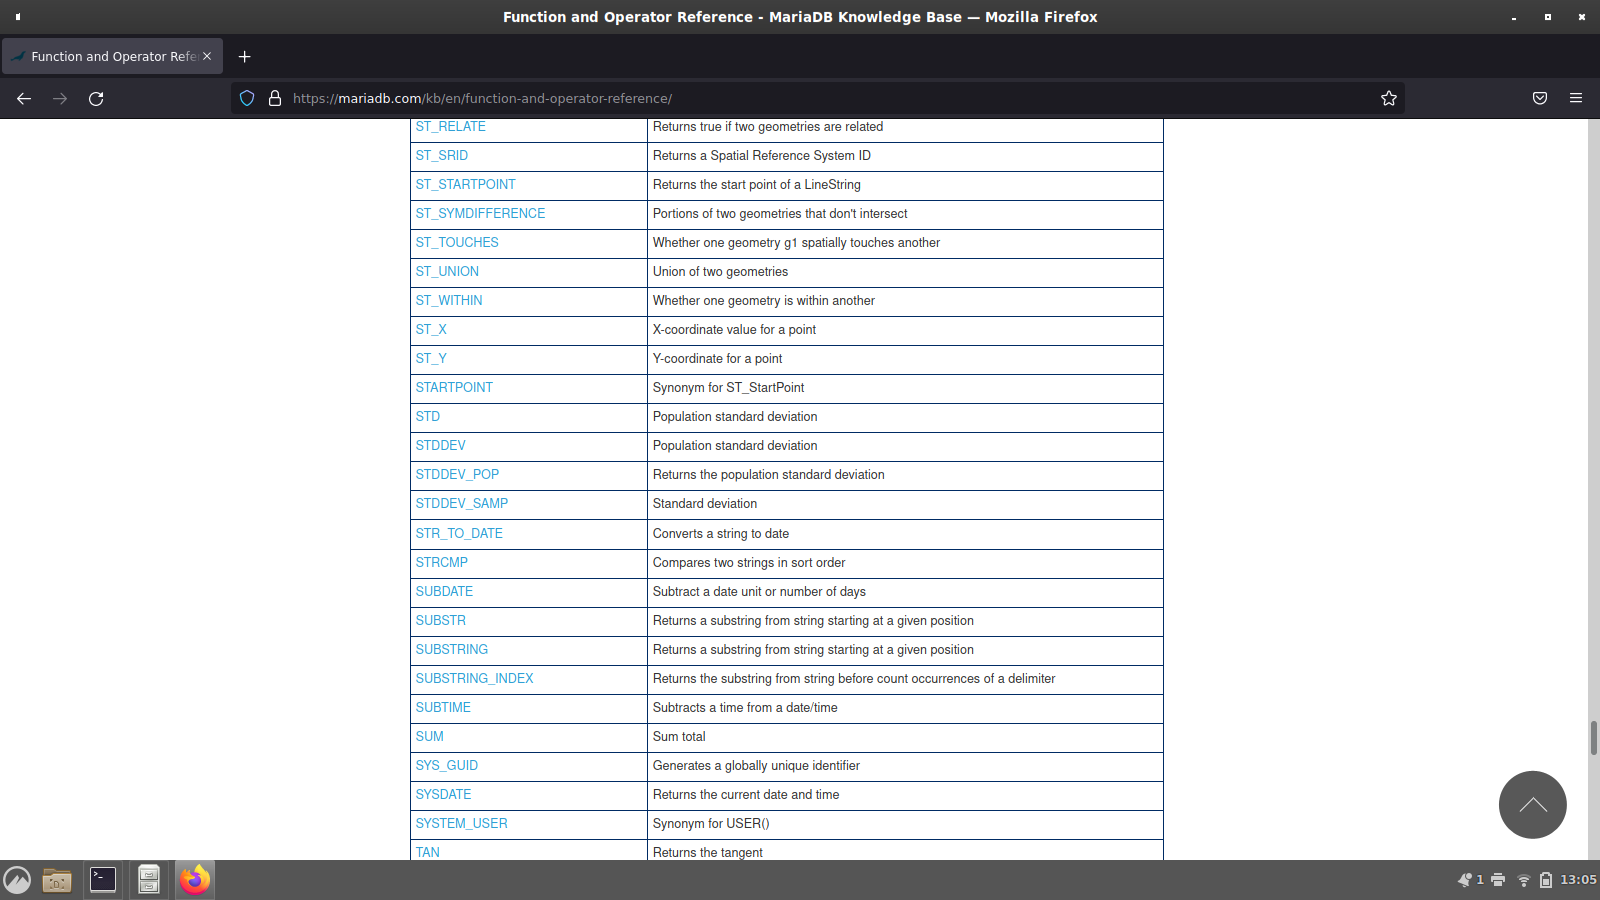 Function and Operator Reference - MariaDB Knowledge Base — Mozilla Firefox
Function and Operator Refe
https://mariadb.com/kb/en/function-and-operator-reference/
ST_RELATE Returns true if two geometries are related
ST_SRID Returns a Spatial Reference System ID
ST_STARTPOINT Returns the start point of a LineString
ST_SYMDIFFERENCE Portions of two geometries that don't intersect
ST_TOUCHES Whether one geometry g1 spatially touches another
ST_UNION Union of two geometries
ST_WITHIN Whether one geometry is within another
ST_X X-coordinate value for a point
ST_Y Y-coordinate for a point
STARTPOINT Synonym for ST_StartPoint
STD Population standard deviation
STDDEV Population standard deviation
STDDEV_POP Returns the population standard deviation
STDDEV_SAMP Standard deviation
STR_TO_DATE Converts a string to date
STRCMP Compares two strings in sort order
SUBDATE Subtract a date unit or number of days
SUBSTR Returns a substring from string starting at a given position
SUBSTRING Returns a substring from string starting at a given position
SUBSTRING_INDEX Returns the substring from string before count occurrences of a delimiter
SUBTIME Subtracts a time from a date/time
SUM Sum total
SYS_GUID Generates a globally unique identifier
SYSDATE Returns the current date and time
SYSTEM_USER Synonym for USER()
TAN Returns the tangent
1 13:05